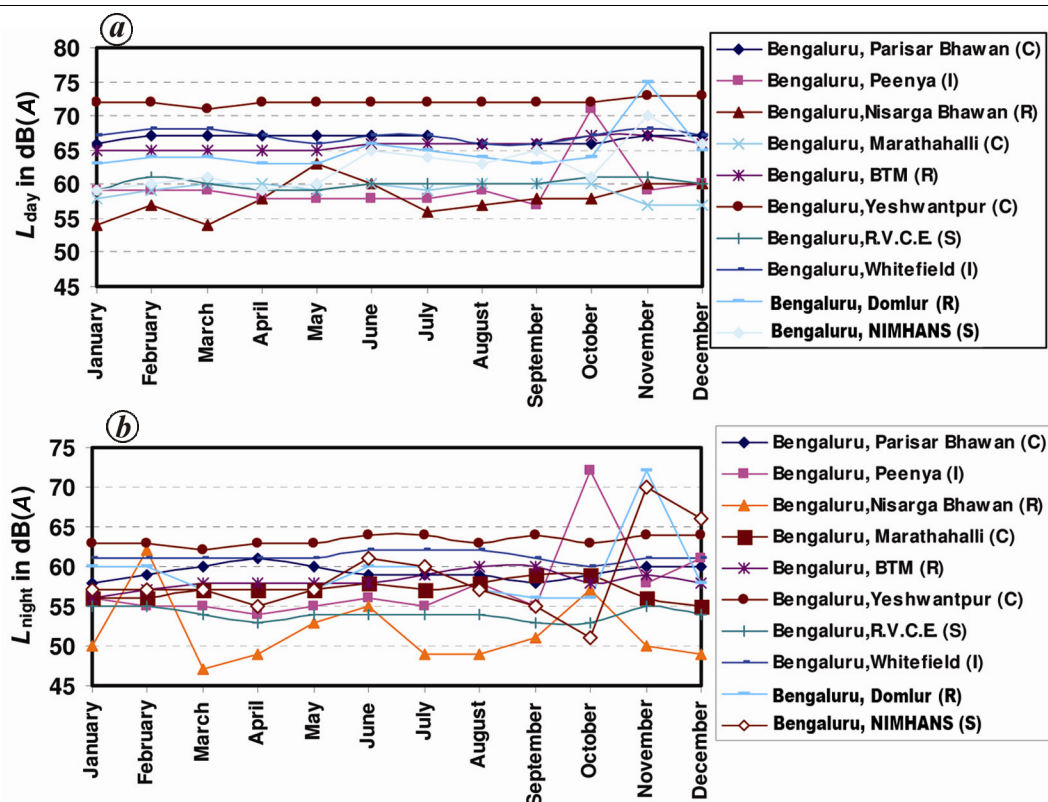 a
80
75
70
65
60
55
50
45
Lday in dB(A)
January
February
March
April
May
June
July
August
September
October
November
December
Bengaluru, Parisar Bhawan (C)
Bengaluru, Peenya (I)
Bengaluru,Nisarga Bhawan (R)
Bengaluru, Marathahalli (C)
Bengaluru, BTM (R)
Bengaluru,Yeshwantpur (C)
Bengaluru,R.V.C.E. (S)
Bengaluru,Whitefield (I)
Bengaluru, Domlur (R)
Bengaluru, NIMHANS (S)
b
75
70
65
60
55
50
45
Lnight in dB(A)
January
February
March
April
May
June
July
August
September
October
November
December
Bengaluru, Parisar Bhawan (C)
Bengaluru, Peenya (I)
Bengaluru,Nisarga Bhawan (R)
Bengaluru, Marathahalli (C)
Bengaluru, BTM (R)
Bengaluru,Yeshwantpur (C)
Bengaluru,R.V.C.E. (S)
Bengaluru,Whitefield (I)
Bengaluru, Domlur (R)
Bengaluru, NIMHANS (S)